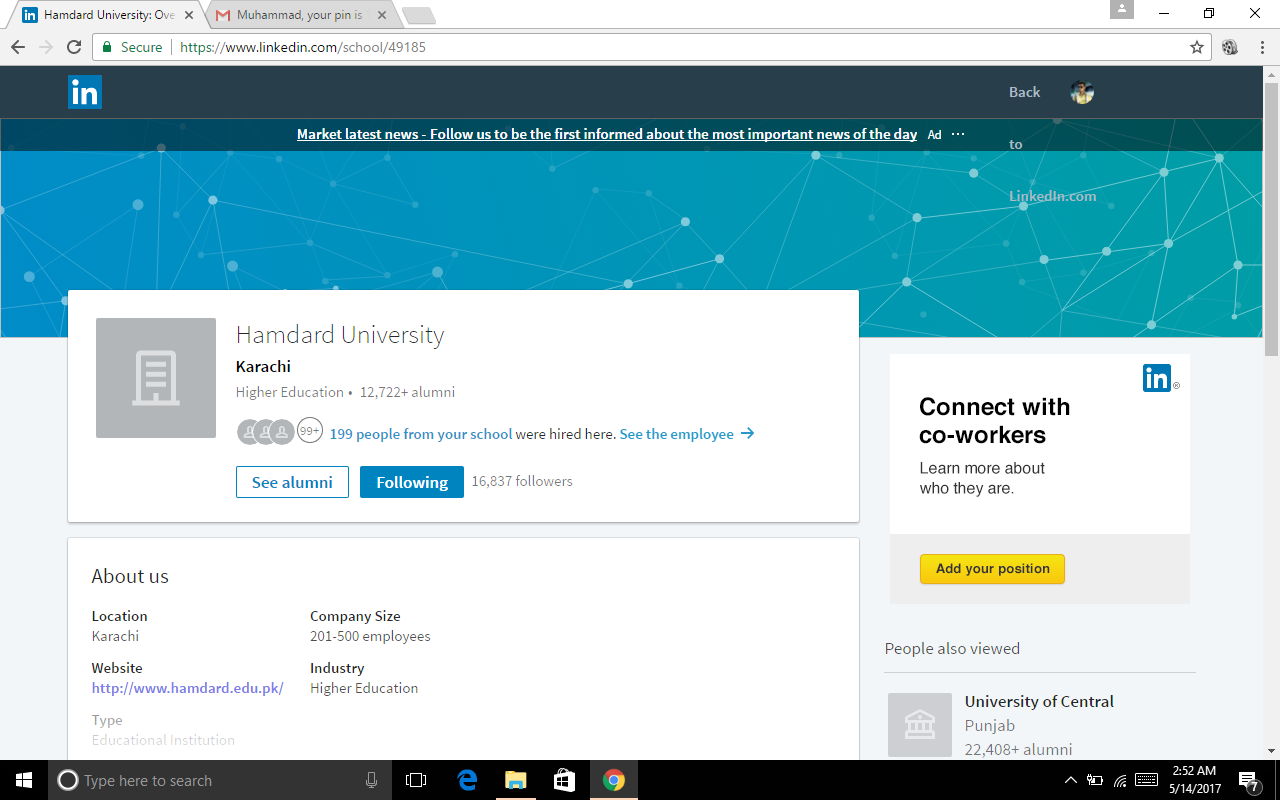 Hamdard University: Ove
Muhammad, your pin is
Secure
https://www.linkedin.com/school/49185
in
Back
to
LinkedIn.com
Market latest news - Follow us to be the first informed about the most important news of the day Ad ···
Hamdard University
Karachi
Higher Education • 12,722+ alumni
99+ 199 people from your school were hired here. See the employee →
See alumni Following 16,837 followers
in ®
Connect with
co-workers
Learn more about
who they are.
Add your position
About us
Location
Karachi
Company Size
201-500 employees
Website
http://www.hamdard.edu.pk/
Industry
Higher Education
Type
Educational Institution
People also viewed
University of Central
Punjab
22,408+ alumni
Type here to search
2:52 AM
5/14/2017
7